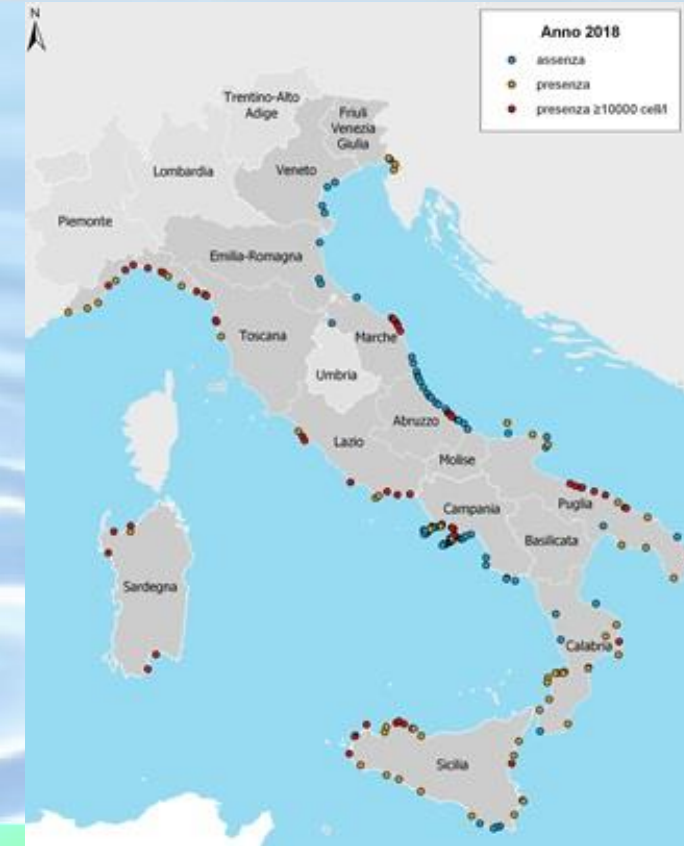 N
Anno 2018
assenza
presenza
presenza ≥10000 cell/l
Trentino-Alto
Adige
Friuli
Venezia
Giulia
Lombardia
Veneto
Piemonte
Emilia-Romagna
Toscana
Marche
Umbria
Abruzzo
Lazio
Molise
Campania
Puglia
Basilicata
Sardegna
Calabria
Sicilia